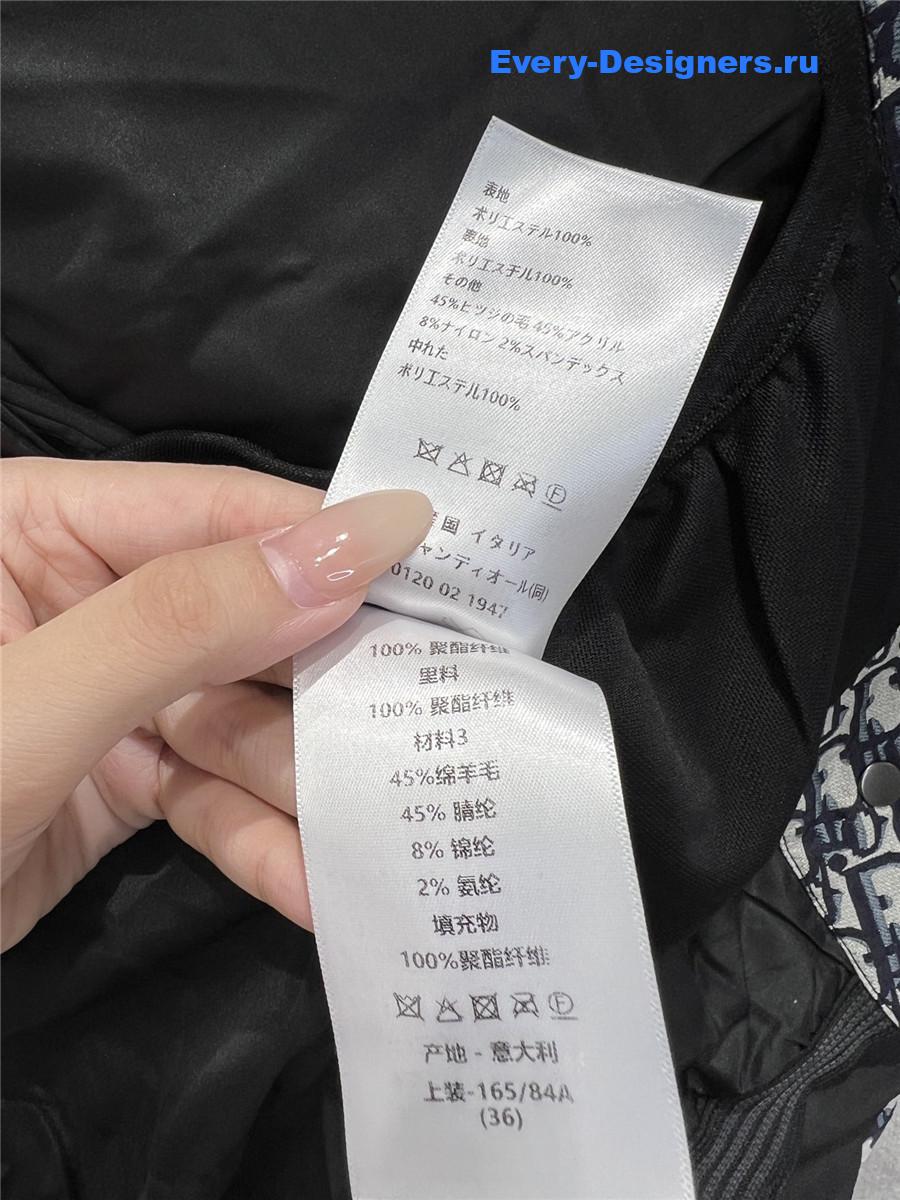 Every-Designers.ru
表地
ポリエステル100%
裏地
ポリエステル100%
その他
45%ヒツジの毛 45%アクリル
8%ナイロン 2%スパンデックス
中れた
ポリエステル100%
F
国 イタリア
ャンディオール(同)
0120 02 1947
100% 聚酯纤维
里料
100% 聚酯纤维
材料3
45%绵羊毛
45% 腈纶
8% 锦纶
2% 氨纶
填充物
100%聚酯纤维
F
产地 - 意大利
上装-165/84A
(36)